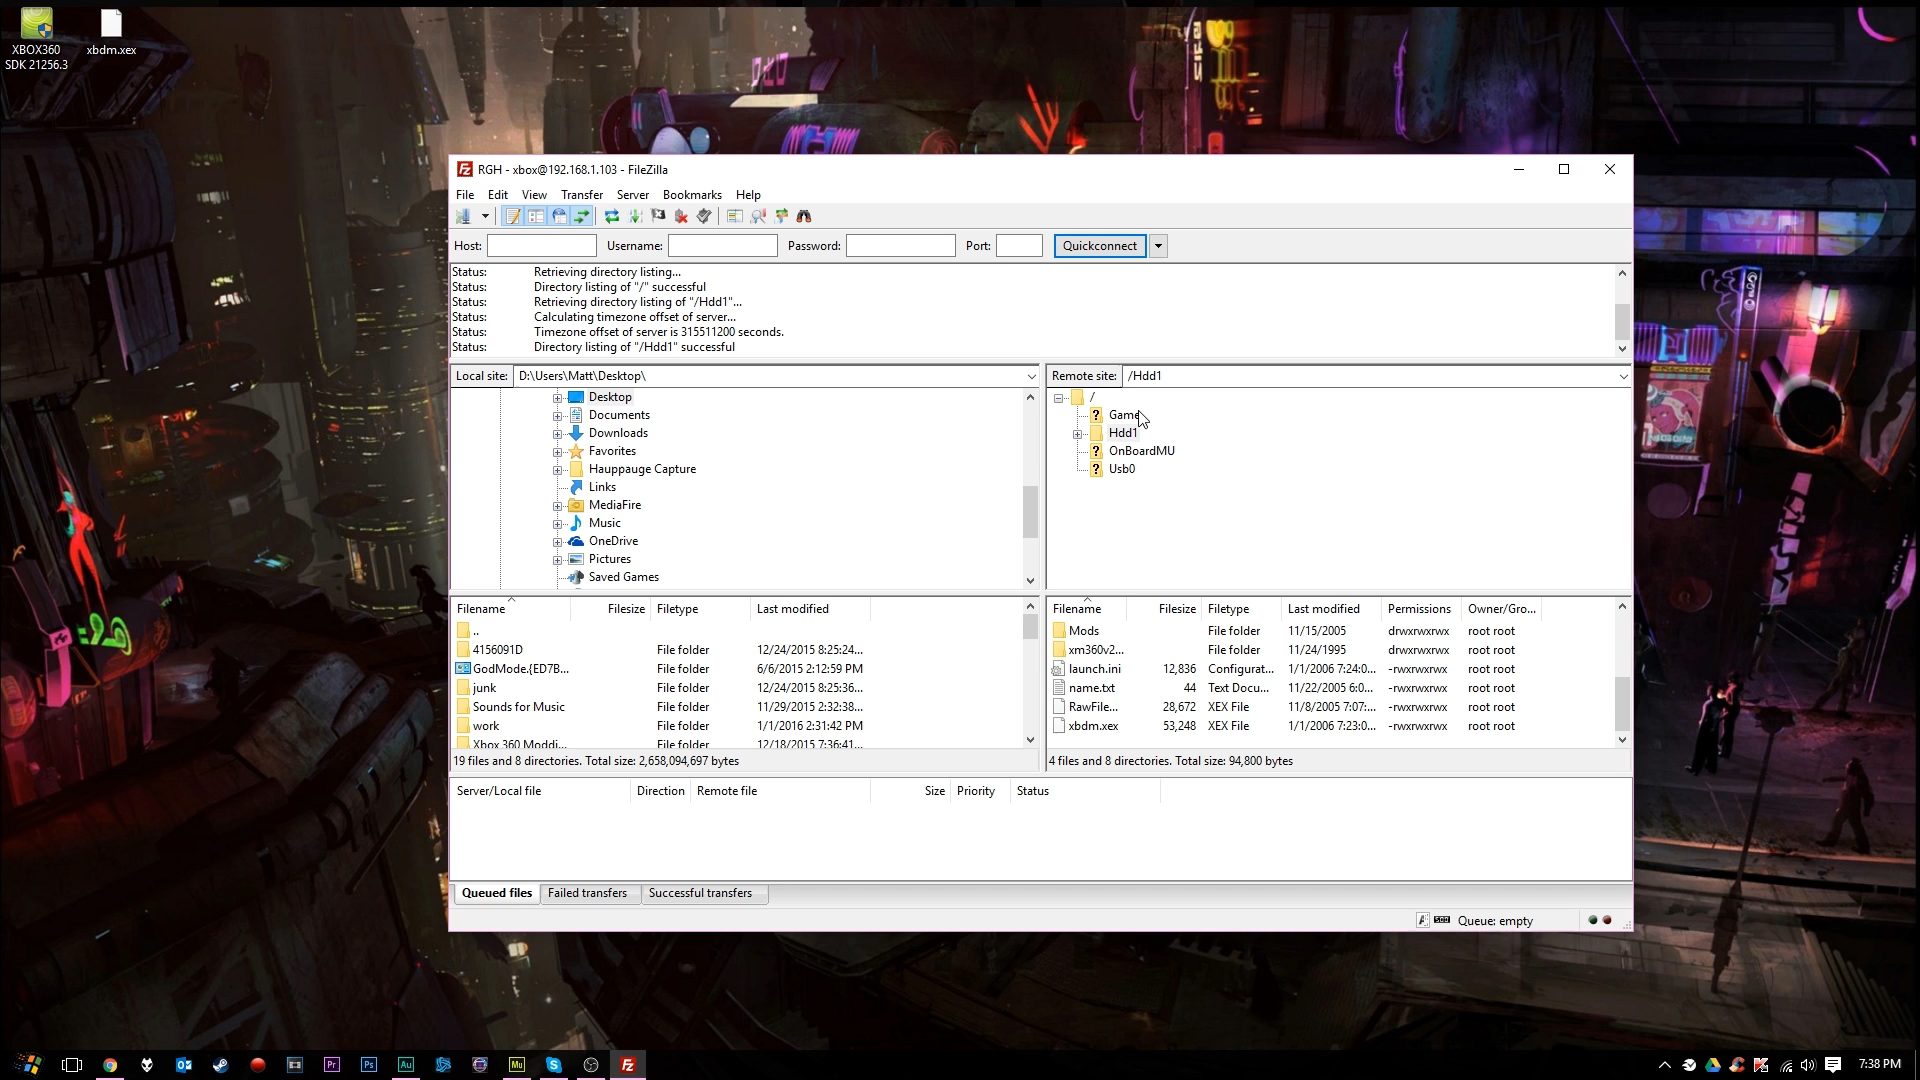 XBOX360
SDK 21256.3
xbdm.xex
RGH - xbox@192.168.1.103 - FileZilla
File Edit View Transfer Server Bookmarks Help
Host: Username: Password: Port: Quickconnect
Status: Retrieving directory listing...
Status: Directory listing of "/" successful
Status: Retrieving directory listing of "/Hdd1"...
Status: Calculating timezone offset of server...
Status: Timezone offset of server is 315511200 seconds.
Status: Directory listing of "/Hdd1" successful
Local site: D:\Users\Matt\Desktop\
Desktop
Documents
Downloads
Favorites
Hauppauge Capture
Links
MediaFire
Music
OneDrive
Pictures
Saved Games
Remote site: /Hdd1
/
Game
Hdd1
OnBoardMU
Usb0
Filename Filesize Filetype Last modified
..
4156091D File folder 12/24/2015 8:25:24...
GodMode.{ED7B... File folder 6/6/2015 2:12:59 PM
junk File folder 12/24/2015 8:25:36...
Sounds for Music File folder 11/29/2015 2:32:38...
work File folder 1/1/2016 2:31:42 PM
Xbox 360 Moddi... File folder 12/18/2015 7:36:41...
19 files and 8 directories. Total size: 2,658,094,697 bytes
Filename Filesize Filetype Last modified Permissions Owner/Gro...
Mods File folder 11/15/2005 drwxrwxrwx root root
xm360v2... File folder 11/24/1995 drwxrwxrwx root root
launch.ini 12,836 Configurat... 1/1/2006 7:24:0... -rwxrwxrwx root root
name.txt 44 Text Docu... 11/22/2005 6:0... -rwxrwxrwx root root
RawFile... 28,672 XEX File 11/8/2005 7:07:... -rwxrwxrwx root root
xbdm.xex 53,248 XEX File 1/1/2006 7:23:0... -rwxrwxrwx root root
4 files and 8 directories. Total size: 94,800 bytes
Server/Local file Direction Remote file Size Priority Status
Queued files Failed transfers Successful transfers
Queue: empty
Pr Ps Au Mu
7:38 PM